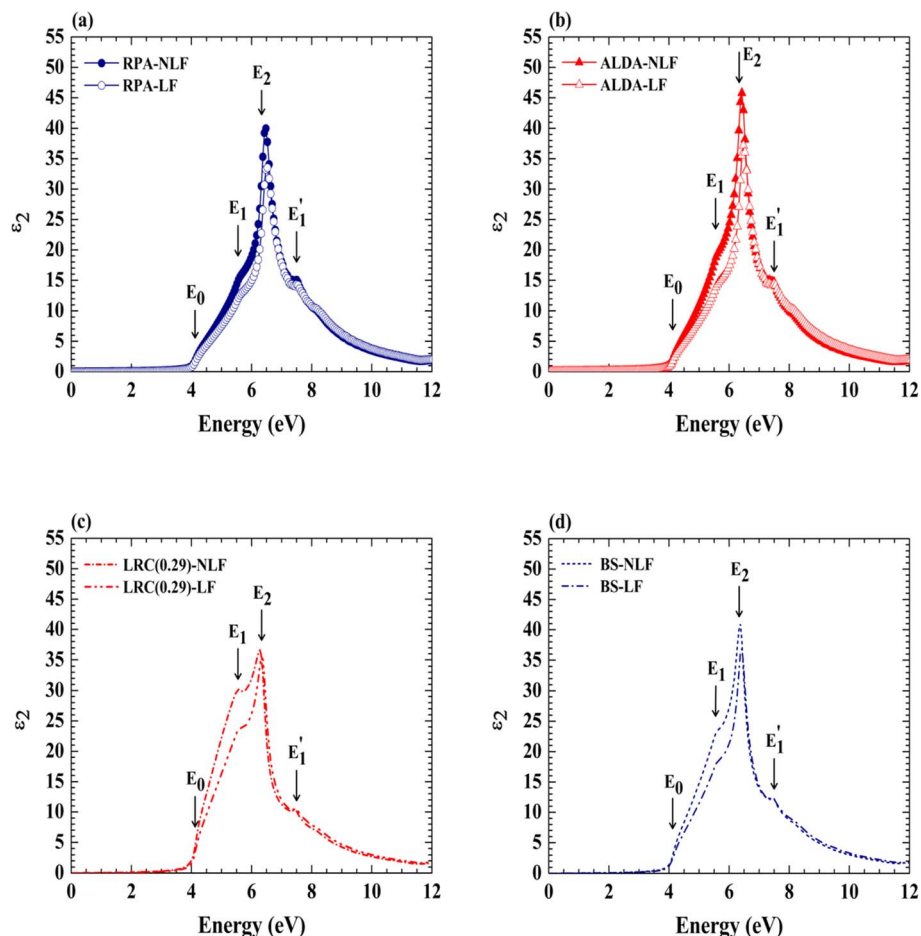 (a)
RPA-NLF
RPA-LF
E2
E1
E1'
E0
55
50
45
40
35
30
25
20
15
10
5
0
ε2
0 2 4 6 8 10 12
Energy (eV)
(b)
ALDA-NLF
ALDA-LF
E2
E1
E1'
E0
55
50
45
40
35
30
25
20
15
10
5
0
ε2
0 2 4 6 8 10 12
Energy (eV)
(c)
LRC(0.29)-NLF
LRC(0.29)-LF
E2
E1
E1'
E0
55
50
45
40
35
30
25
20
15
10
5
0
ε2
0 2 4 6 8 10 12
Energy (eV)
(d)
BS-NLF
BS-LF
E2
E1
E1'
E0
55
50
45
40
35
30
25
20
15
10
5
0
ε2
0 2 4 6 8 10 12
Energy (eV)